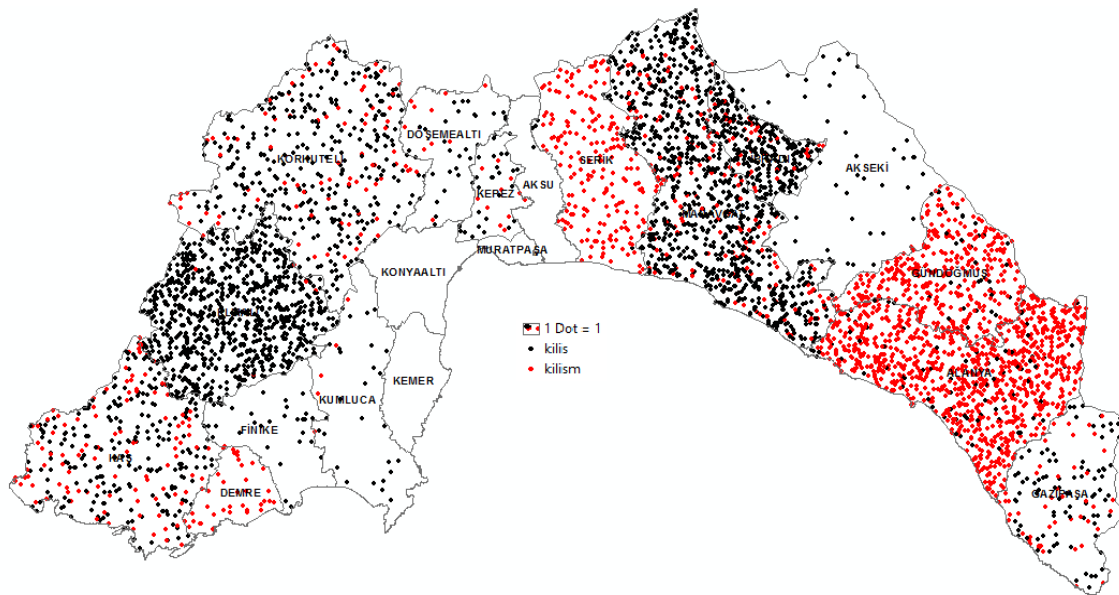 DÖŞEMEALTI
KORKUTELİ
SERİK
AKSEKİ
KEPEZ
AKSU
MURATPAŞA
KONYAALTI
GÜNDOĞMUŞ
1 Dot = 1
kilis
kilism
KEMER
ALANYA
KUMLUCA
FİNİKE
KAŞ
DEMRE
GAZİPAŞA